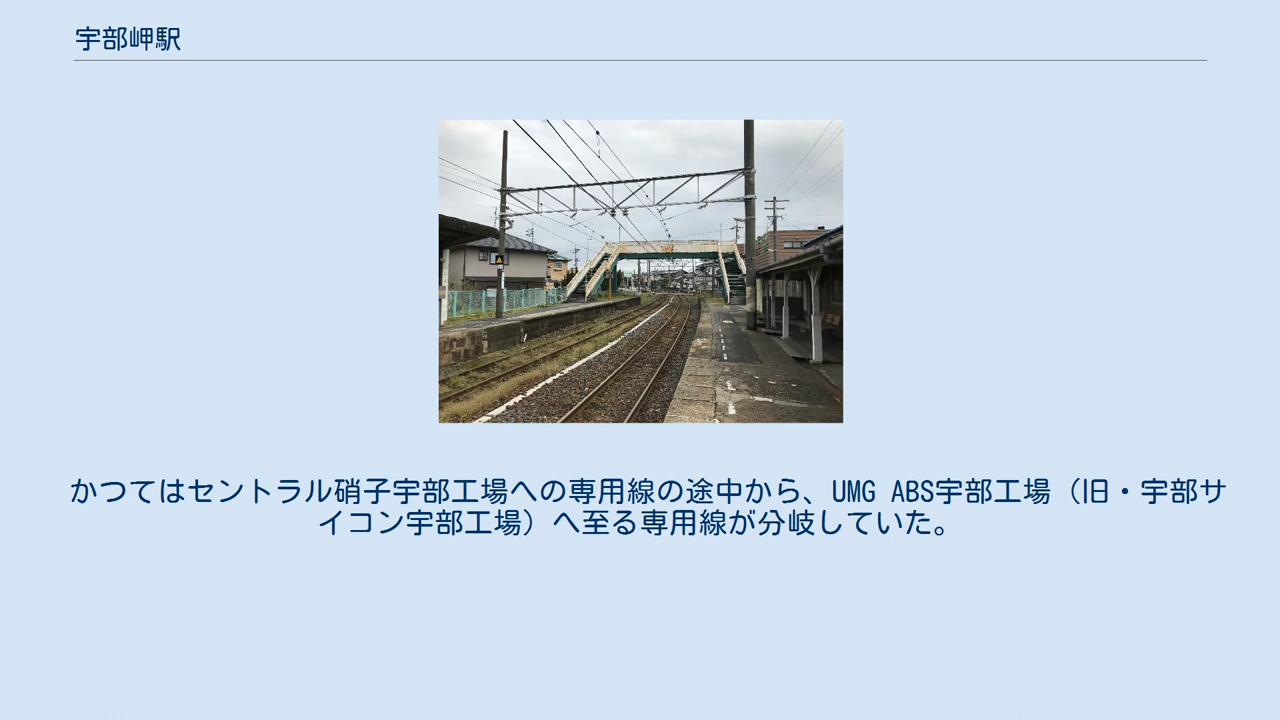 宇部岬駅
かつてはセントラル硝子宇部工場への専用線の途中から、UMG ABS宇部工場（旧・宇部サ
イコン宇部工場）へ至る専用線が分岐していた。